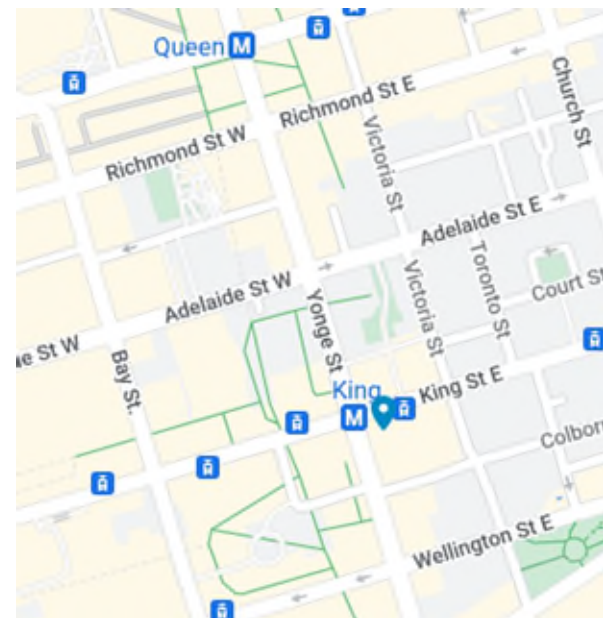 Queen M
Church St
Richmond St E
Victoria St
Richmond St W
Adelaide St E
Toronto St
Victoria St
Court St
Adelaide St W
Yonge St
e St W
Bay St.
King
M
King St E
Colborn
Wellington St E